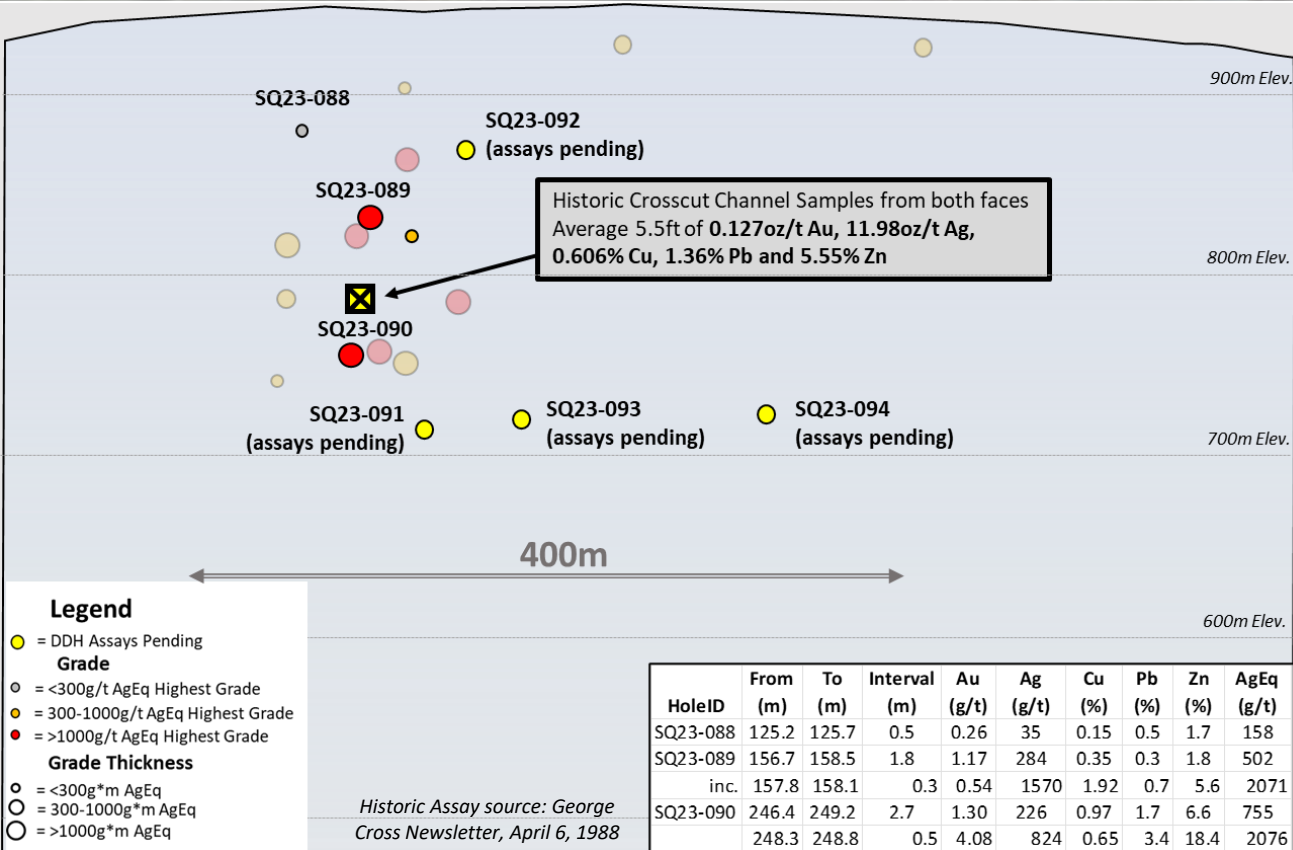 900m Elev.
SQ23-088
SQ23-092
(assays pending)
SQ23-089
Historic Crosscut Channel Samples from both faces
Average 5.5ft of 0.127oz/t Au, 11.98oz/t Ag,
0.606% Cu, 1.36% Pb and 5.55% Zn
800m Elev.
SQ23-090
SQ23-091
(assays pending)
SQ23-093
(assays pending)
SQ23-094
(assays pending)
700m Elev.
400m
600m Elev.
Legend
= DDH Assays Pending
Grade
= <300g/t AgEq Highest Grade
= 300-1000g/t AgEq Highest Grade
= >1000g/t AgEq Highest Grade
Grade Thickness
= <300g*m AgEq
= 300-1000g*m AgEq
= >1000g*m AgEq
Historic Assay source: George
Cross Newsletter, April 6, 1988
From To Interval Au Ag Cu Pb Zn AgEq
HoleID (m) (m) (m) (g/t) (g/t) (%) (%) (%) (g/t)
SQ23-088 125.2 125.7 0.5 0.26 35 0.15 0.5 1.7 158
SQ23-089 156.7 158.5 1.8 1.17 284 0.35 0.3 1.8 502
inc. 157.8 158.1 0.3 0.54 1570 1.92 0.7 5.6 2071
SQ23-090 246.4 249.2 2.7 1.30 226 0.97 1.7 6.6 755
248.3 248.8 0.5 4.08 824 0.65 3.4 18.4 2076